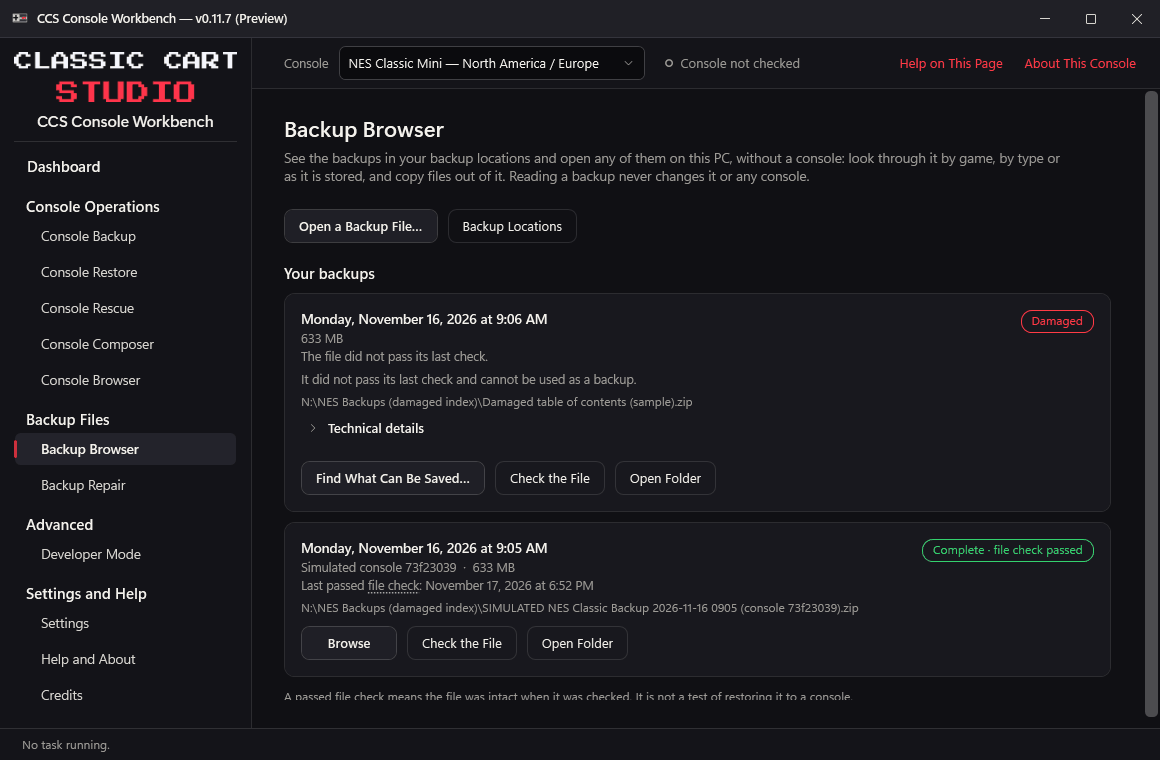 CCS Console Workbench — v0.11.7 (Preview)
CLASSIC CART
STUDIO
CCS Console Workbench
Dashboard
Console Operations
Console Backup
Console Restore
Console Rescue
Console Composer
Console Browser
Backup Files
Backup Browser
Backup Repair
Advanced
Developer Mode
Settings and Help
Settings
Help and About
Credits
Console
NES Classic Mini — North America / Europe
Console not checked
Help on This Page
About This Console
Backup Browser
See the backups in your backup locations and open any of them on this PC, without a console: look through it by game, by type or
as it is stored, and copy files out of it. Reading a backup never changes it or any console.
Open a Backup File...
Backup Locations
Your backups
Monday, November 16, 2026 at 9:06 AM
Damaged
633 MB
The file did not pass its last check.
It did not pass its last check and cannot be used as a backup.
N:\NES Backups (damaged index)\Damaged table of contents (sample).zip
Technical details
Find What Can Be Saved...
Check the File
Open Folder
Monday, November 16, 2026 at 9:05 AM
Complete · file check passed
Simulated console 73f23039 · 633 MB
Last passed file check: November 17, 2026 at 6:52 PM
N:\NES Backups (damaged index)\SIMULATED NES Classic Backup 2026-11-16 0905 (console 73f23039).zip
Browse
Check the File
Open Folder
A passed file check means the file was intact when it was checked. It is not a test of restoring it to a console.
No task running.